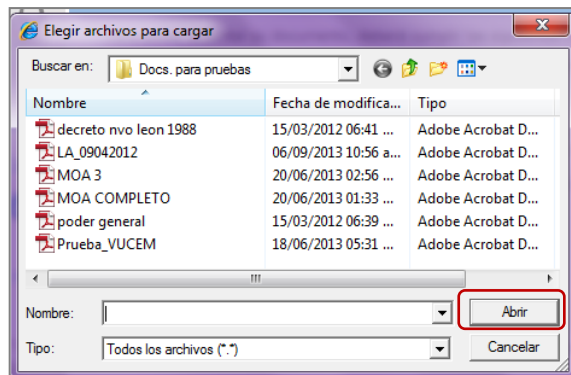 Elegir archivos para cargar
Buscar en: Docs. para pruebas
Nombre Fecha de modifica... Tipo
decreto nvo leon 1988 15/03/2012 06:41 ... Adobe Acrobat D...
LA_09042012 06/09/2013 10:56 a... Adobe Acrobat D...
MOA 3 20/06/2013 02:56 ... Adobe Acrobat D...
MOA COMPLETO 20/06/2013 01:33 ... Adobe Acrobat D...
poder general 15/03/2012 06:39 ... Adobe Acrobat D...
Prueba_VUCEM 18/06/2013 05:31 ... Adobe Acrobat D...
Nombre: Abrir
Tipo: Todos los archivos (*.*) Cancelar